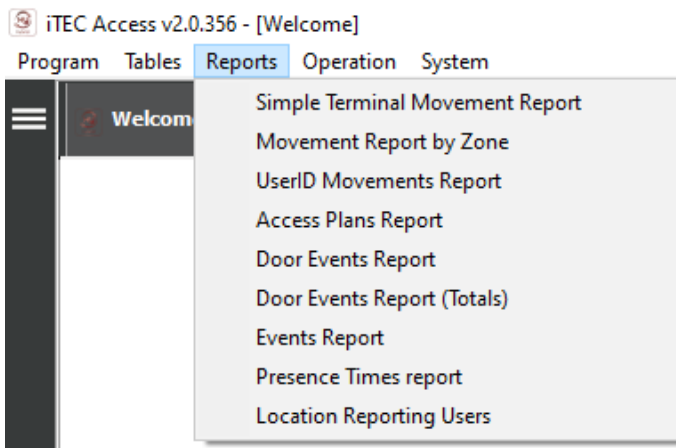 iTEC Access v2.0.356 - [Welcome]
Program Tables Reports Operation System
Welcom
Simple Terminal Movement Report
Movement Report by Zone
UserID Movements Report
Access Plans Report
Door Events Report
Door Events Report (Totals)
Events Report
Presence Times report
Location Reporting Users